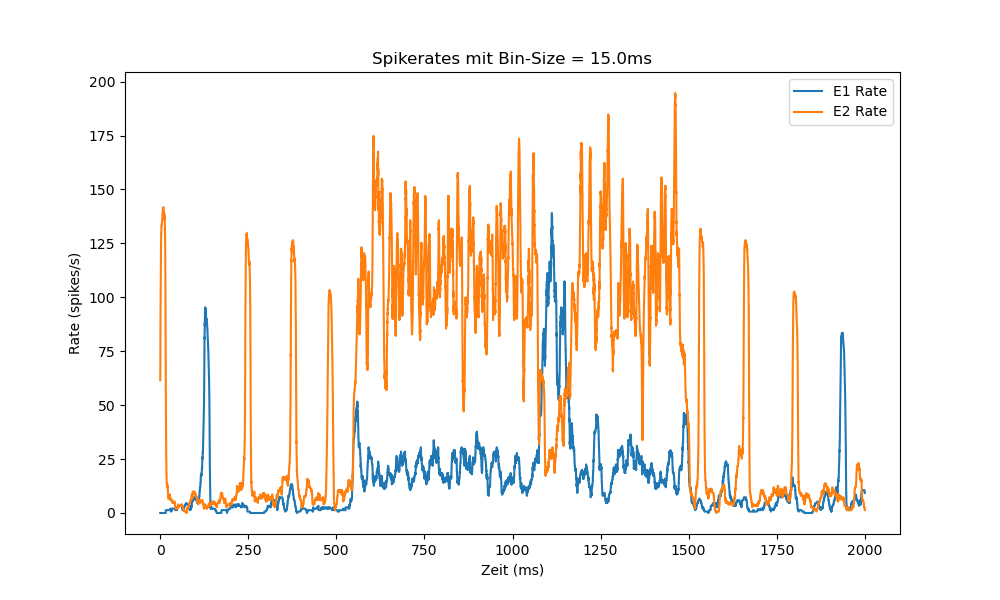 Spikerates mit Bin-Size = 15.0ms
E1 Rate
E2 Rate
Rate (spikes/s)
200
175
150
125
100
75
50
25
0
0 250 500 750 1000 1250 1500 1750 2000
Zeit (ms)